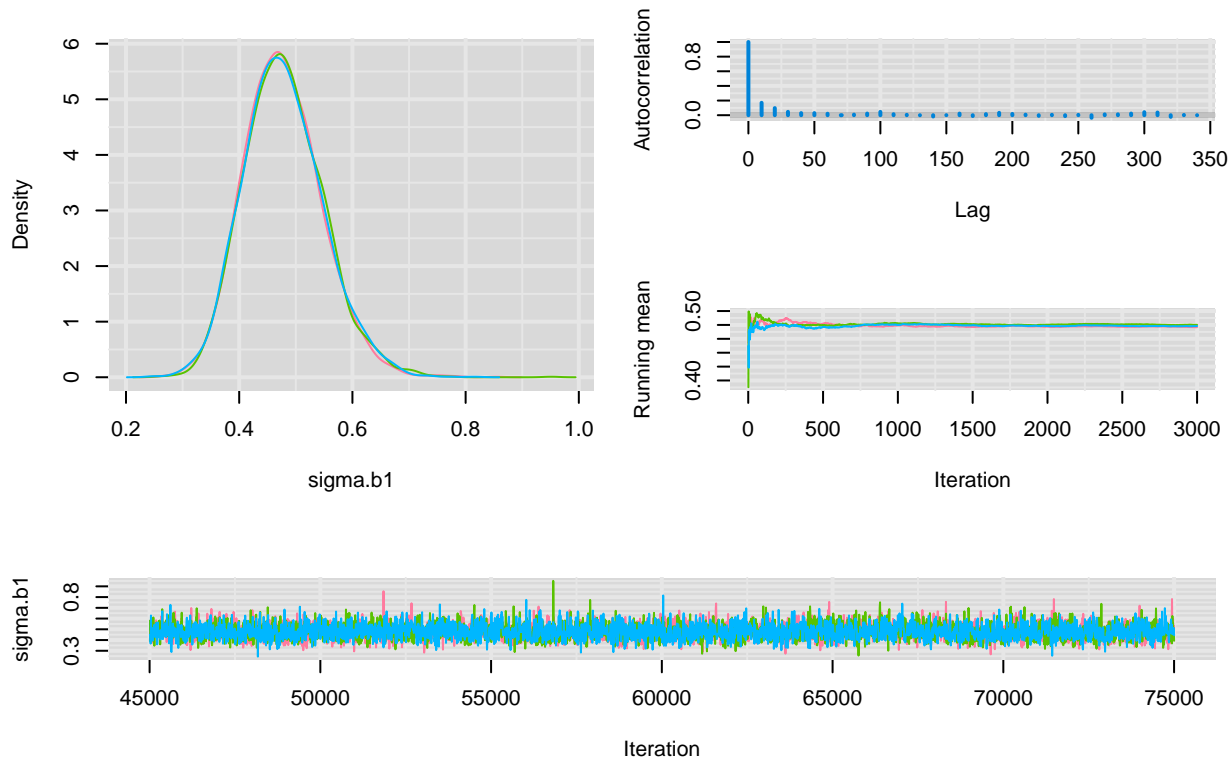 Density
0 1 2 3 4 5 6
0.2 0.4 0.6 0.8 1.0
sigma.b1
Autocorrelation
0.0 0.8
0 50 100 150 200 250 300 350
Lag
Running mean
0.40 0.50
0 500 1000 1500 2000 2500 3000
Iteration
sigma.b1
0.3 0.8
45000 50000 55000 60000 65000 70000 75000
Iteration